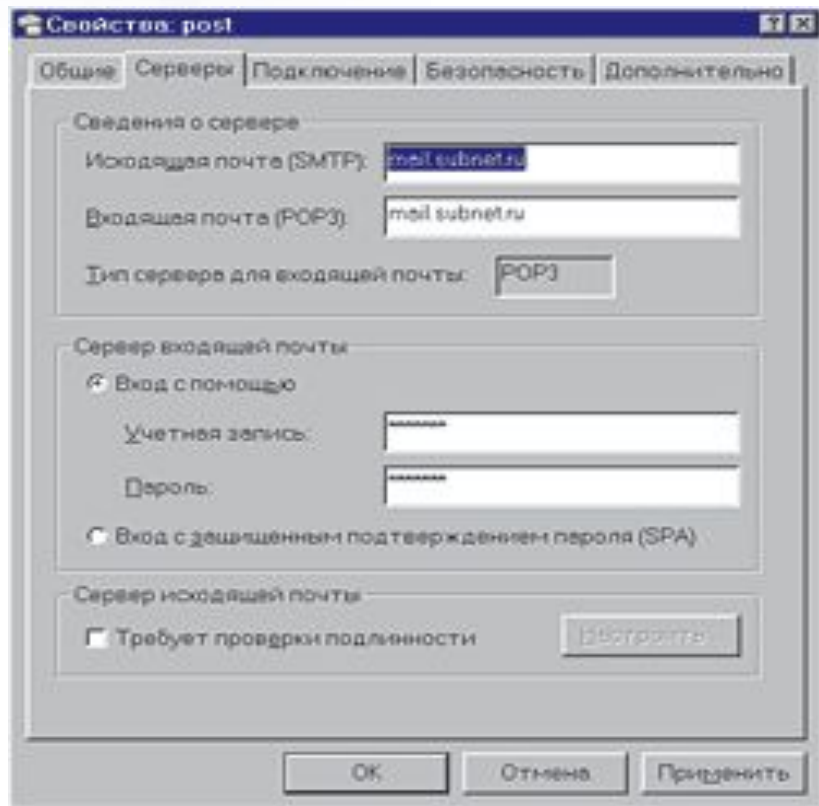 Свойства: post
Общие Серверы Подключение Безопасность Дополнительно
Сведения о сервере
Исходящая почта (SMTP): mail.subnet.ru
Входящая почта (POP3): mail.subnet.ru
Тип сервера для входящей почты: POP3
Сервер входящей почты
Вход с помощью
Учетная запись: *******
Пароль: *******
Вход с защищенным подтверждением пароля (SPA)
Сервер исходящей почты
Требует проверки подлинности Настроить...
OK Отмена Применить